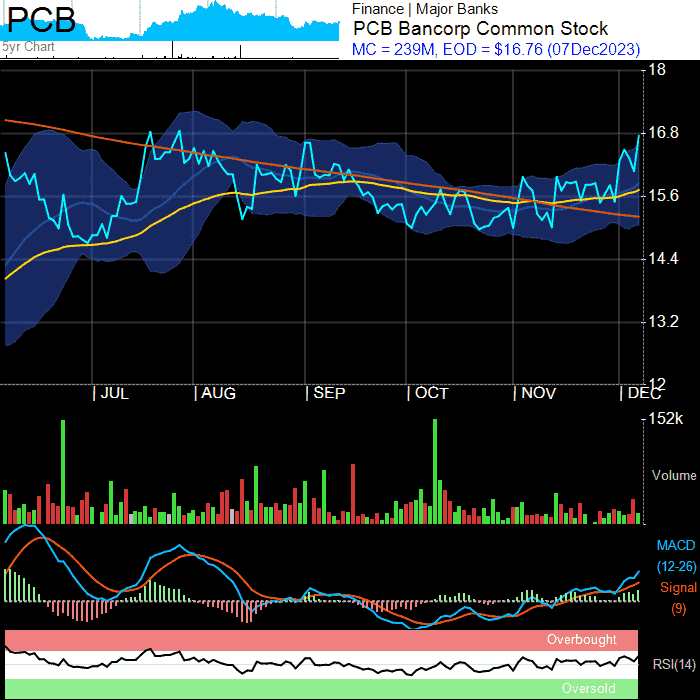 PCB
5yr Chart
Finance | Major Banks
PCB Bancorp Common Stock
MC = 239M, EOD = $16.76 (07Dec2023)
18
16.8
15.6
14.4
13.2
12
| JUL | AUG | SEP | OCT | NOV | DEC
152k
Volume
MACD
(12-26)
Signal
(9)
Overbought
RSI(14)
Oversold